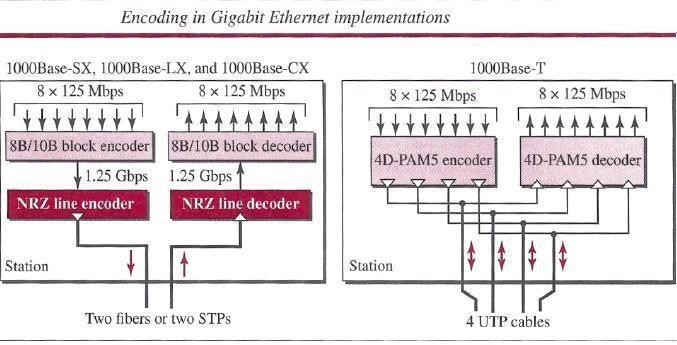 Encoding in Gigabit Ethernet implementations
1000Base-SX, 1000Base-LX, and 1000Base-CX
8 × 125 Mbps 8 × 125 Mbps
8B/10B block encoder 8B/10B block decoder
1.25 Gbps 1.25 Gbps
NRZ line encoder NRZ line decoder
Station
Two fibers or two STPs
1000Base-T
8 × 125 Mbps 8 × 125 Mbps
4D-PAM5 encoder 4D-PAM5 decoder
Station
4 UTP cables